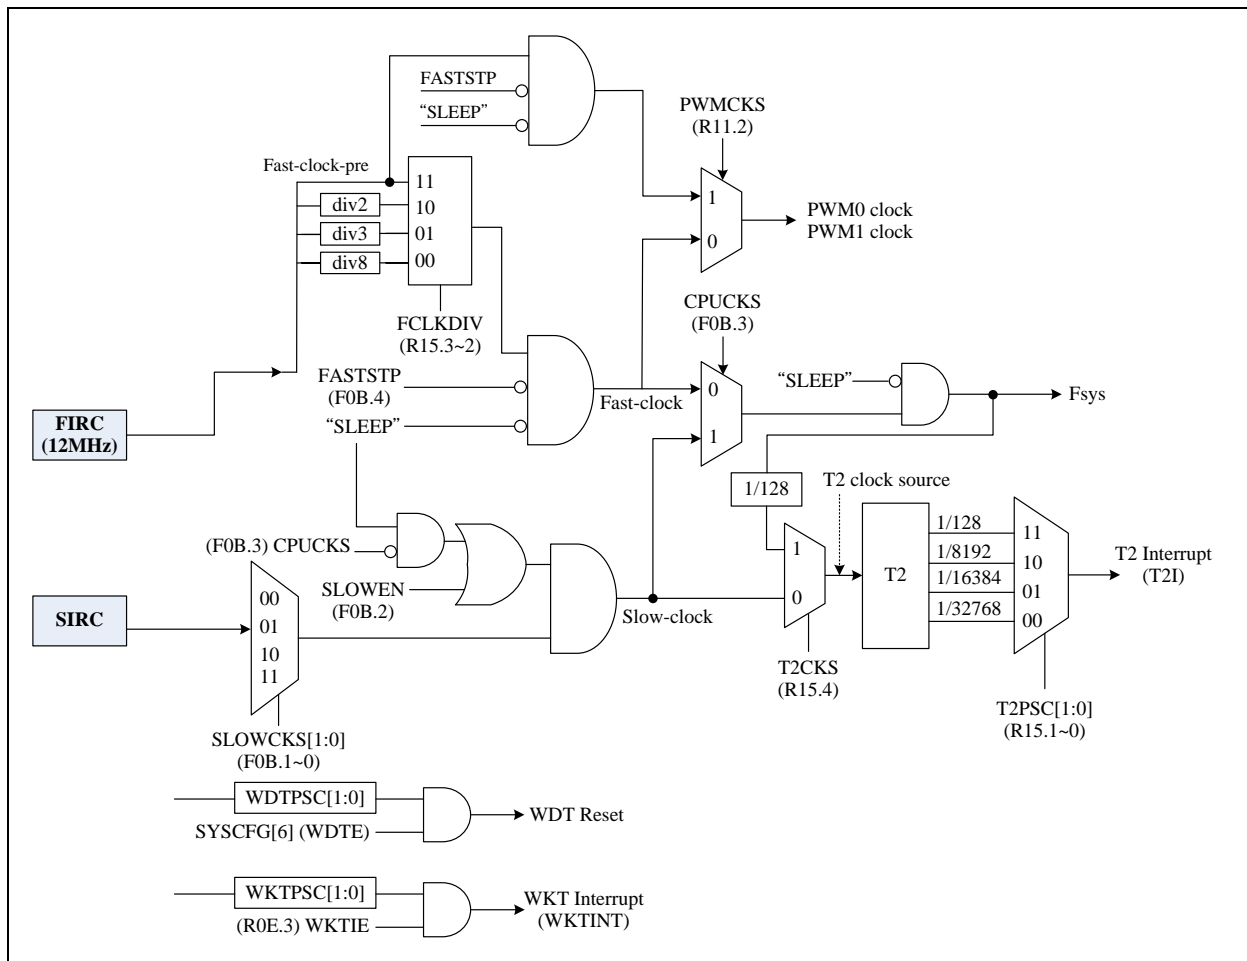 FASTSTP
“SLEEP”
PWMCKS
(R11.2)
Fast-clock-pre
11
div2
10
div3
01
div8
00
1
0
PWM0 clock
PWM1 clock
FCLKDIV
(R15.3~2)
CPUCKS
(F0B.3)
FASTSTP
(F0B.4)
“SLEEP”
Fast-clock
0
1
“SLEEP”
Fsys
FIRC
(12MHz)
1/128
T2 clock source
(F0B.3) CPUCKS
SLOWEN
(F0B.2)
SIRC
00
01
10
11
Slow-clock
1
0
T2
1/128
1/8192
1/16384
1/32768
11
10
01
00
T2 Interrupt
(T2I)
T2CKS
(R15.4)
T2PSC[1:0]
(R15.1~0)
SLOWCKS[1:0]
(F0B.1~0)
WDTPSC[1:0]
SYSCFG[6] (WDTE)
WDT Reset
WKTPSC[1:0]
(R0E.3) WKTIE
WKT Interrupt
(WKTINT)